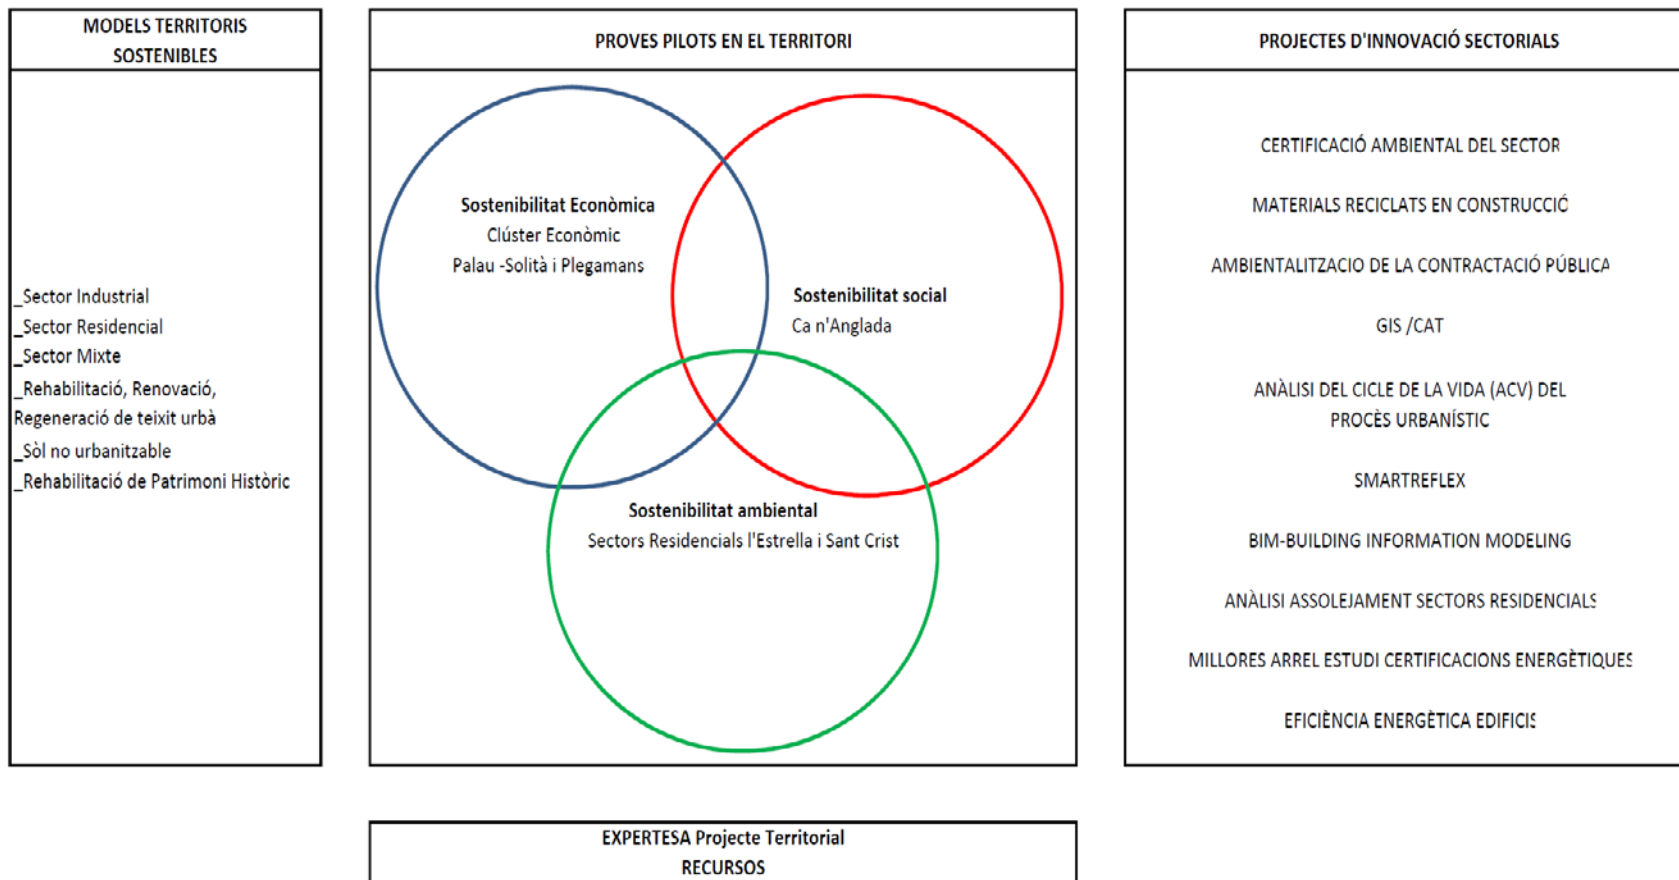 MODELS TERRITORIS
SOSTENIBLES
_Sector Industrial
_Sector Residencial
_Sector Mixte
_Rehabilitació, Renovació,
Regeneració de teixit urbà
_Sòl no urbanitzable
_Rehabilitació de Patrimoni Històric
PROVES PILOTS EN EL TERRITORI
Sostenibilitat Econòmica
Clúster Econòmic
Palau -Solità i Plegamans
Sostenibilitat social
Ca n'Anglada
Sostenibilitat ambiental
Sectors Residencials l'Estrella i Sant Crist
PROJECTES D'INNOVACIÓ SECTORIALS
CERTIFICACIÓ AMBIENTAL DEL SECTOR
MATERIALS RECICLATS EN CONSTRUCCIÓ
AMBIENTALITZACIO DE LA CONTRACTACIÓ PÚBLICA
GIS /CAT
ANÀLISI DEL CICLE DE LA VIDA (ACV) DEL
PROCÈS URBANÍSTIC
SMARTREFLEX
BIM-BUILDING INFORMATION MODELING
ANÀLISI ASSOLEJAMENT SECTORS RESIDENCIALS
MILLORES ARREL ESTUDI CERTIFICACIONS ENERGÈTIQUES
EFICIÈNCIA ENERGÈTICA EDIFICIS
EXPERTESA Projecte Territorial
RECURSOS